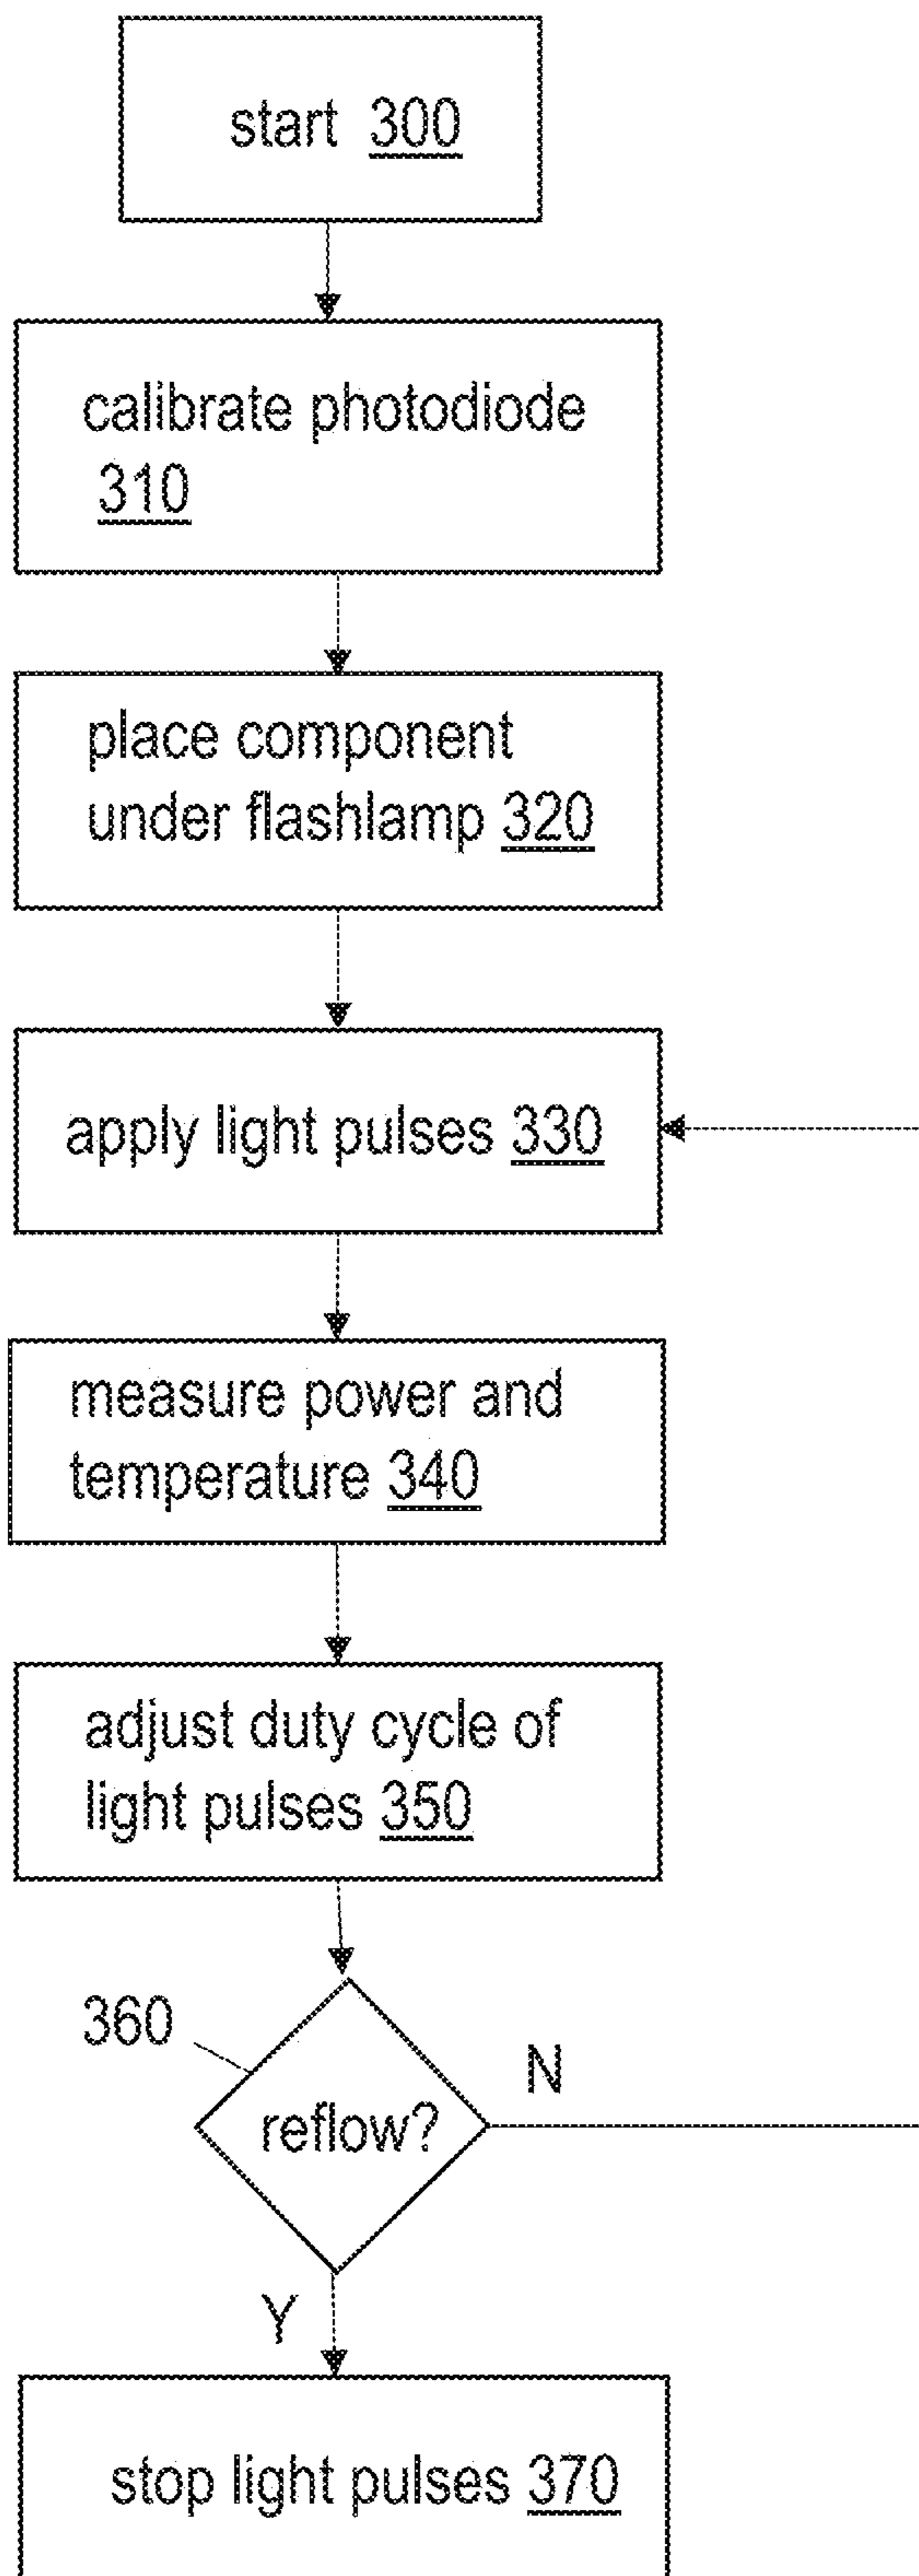 start 300
calibrate photodiode
310
place component
under flashlamp 320
apply light pulses 330
measure power and
temperature 340
adjust duty cycle of
light pulses 350
360
reflow?
N
Y
stop light pulses 370